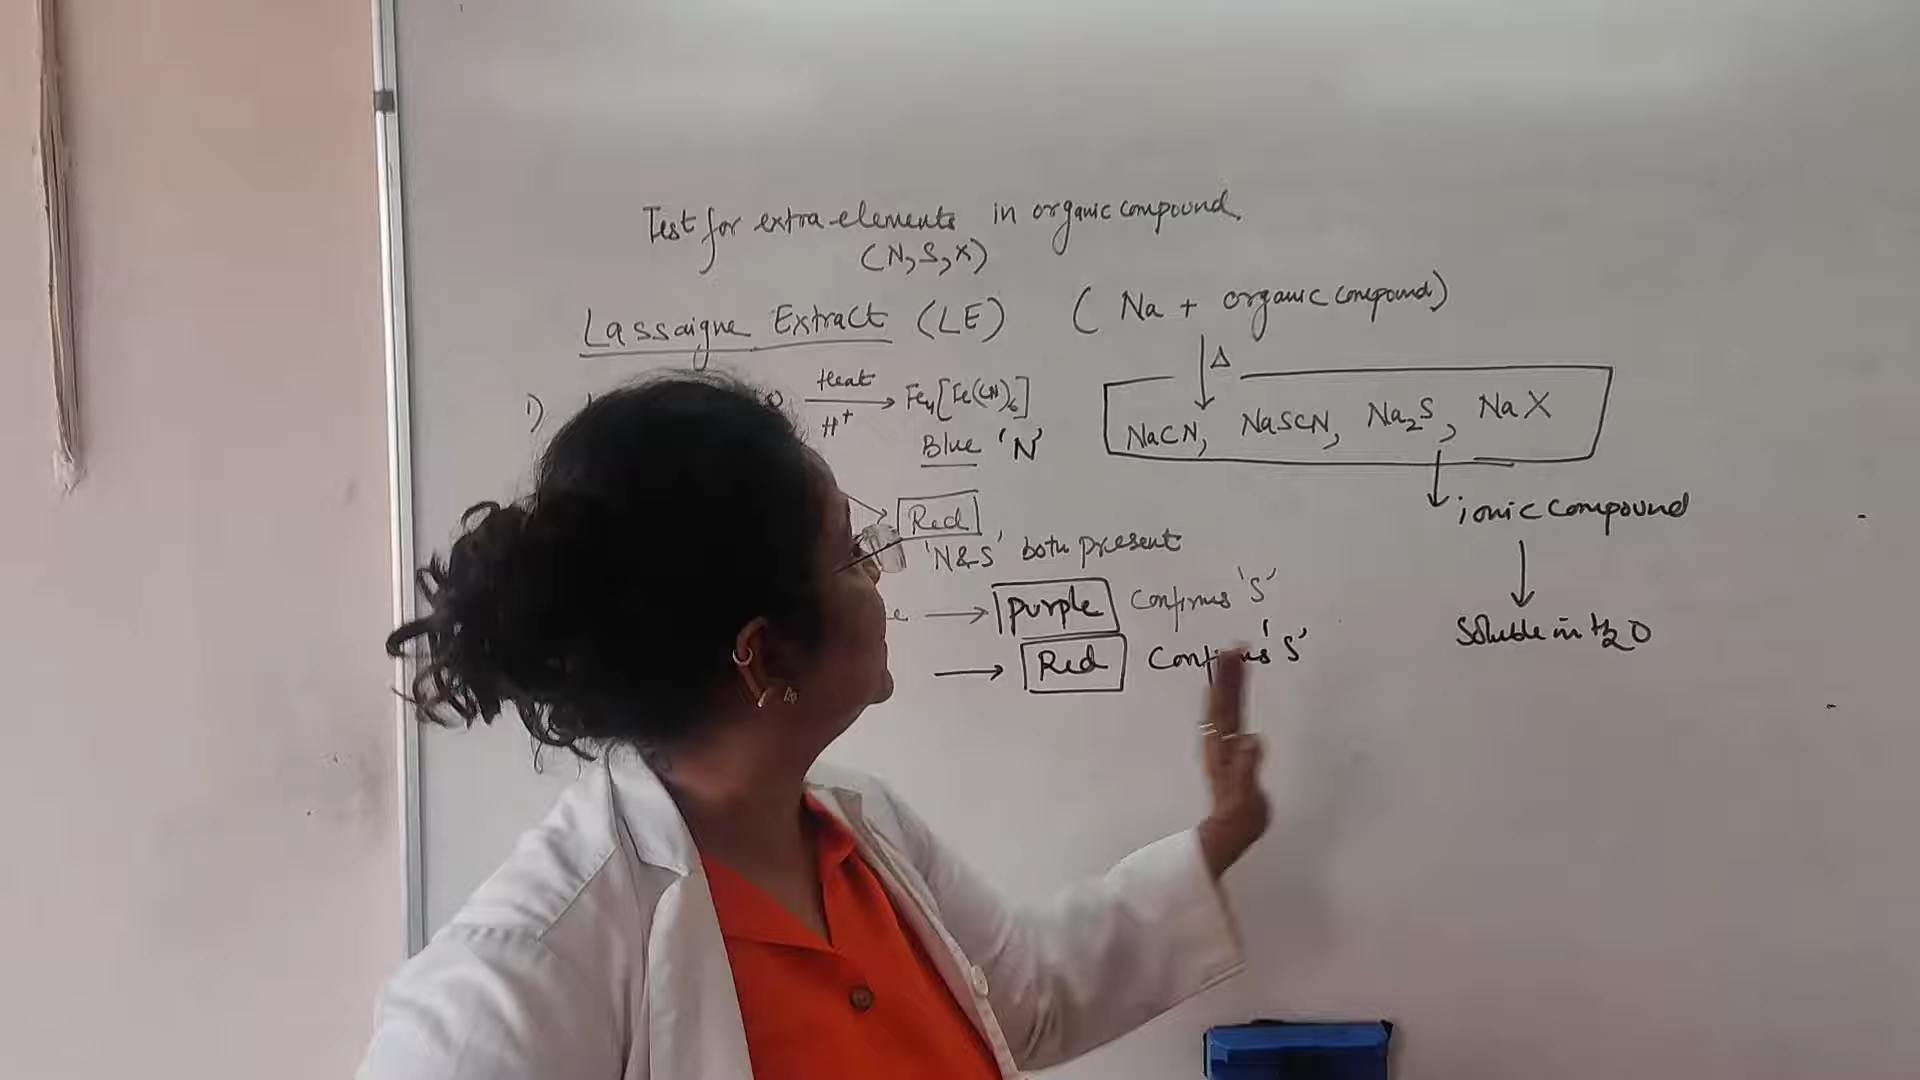 Test for extra elements in organic compound.
(N, S, X)
Lassaigne Extract (LE) ( Na + organic compound)
Δ
1) Heat → Fe4[Fe(CN)6]
H+
Blue 'N'
NaCN, NaSCN, Na2S, NaX
Red
'N&S' both present
→ Purple Confirms 'S'
→ Red Confirms 'S'
ionic compound
Soluble in H2O